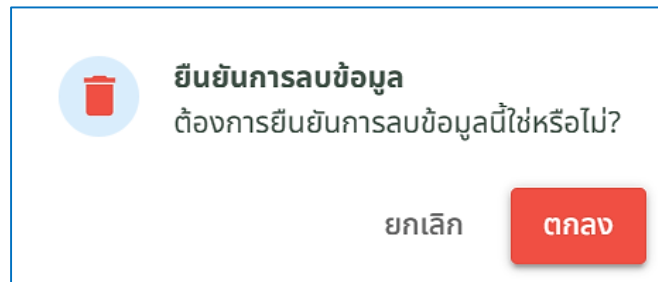 ยืนยันการลบข้อมูล
ต้องการยืนยันการลบข้อมูลนี้ใช่หรือไม่?
ยกเลิก ตกลง